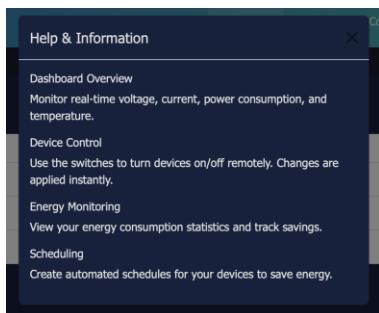 Help & Information
Dashboard Overview
Monitor real-time voltage, current, power consumption, and
temperature.
Device Control
Use the switches to turn devices on/off remotely. Changes are
applied instantly.
Energy Monitoring
View your energy consumption statistics and track savings.
Scheduling
Create automated schedules for your devices to save energy.